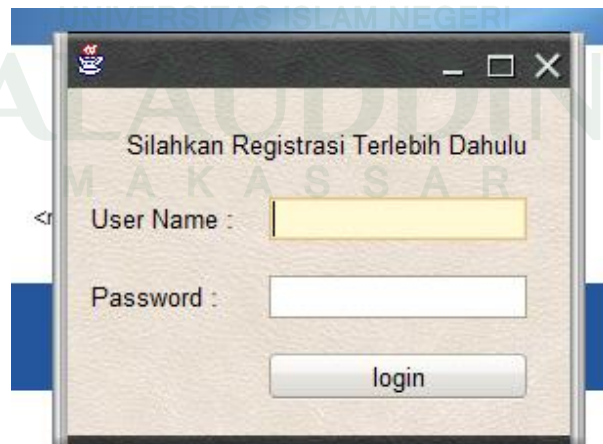 UNIVERSITAS ISLAM NEGERI
ALAUDDIN
MAKASSAR
Silahkan Registrasi Terlebih Dahulu
<r
User Name :
Password :
login